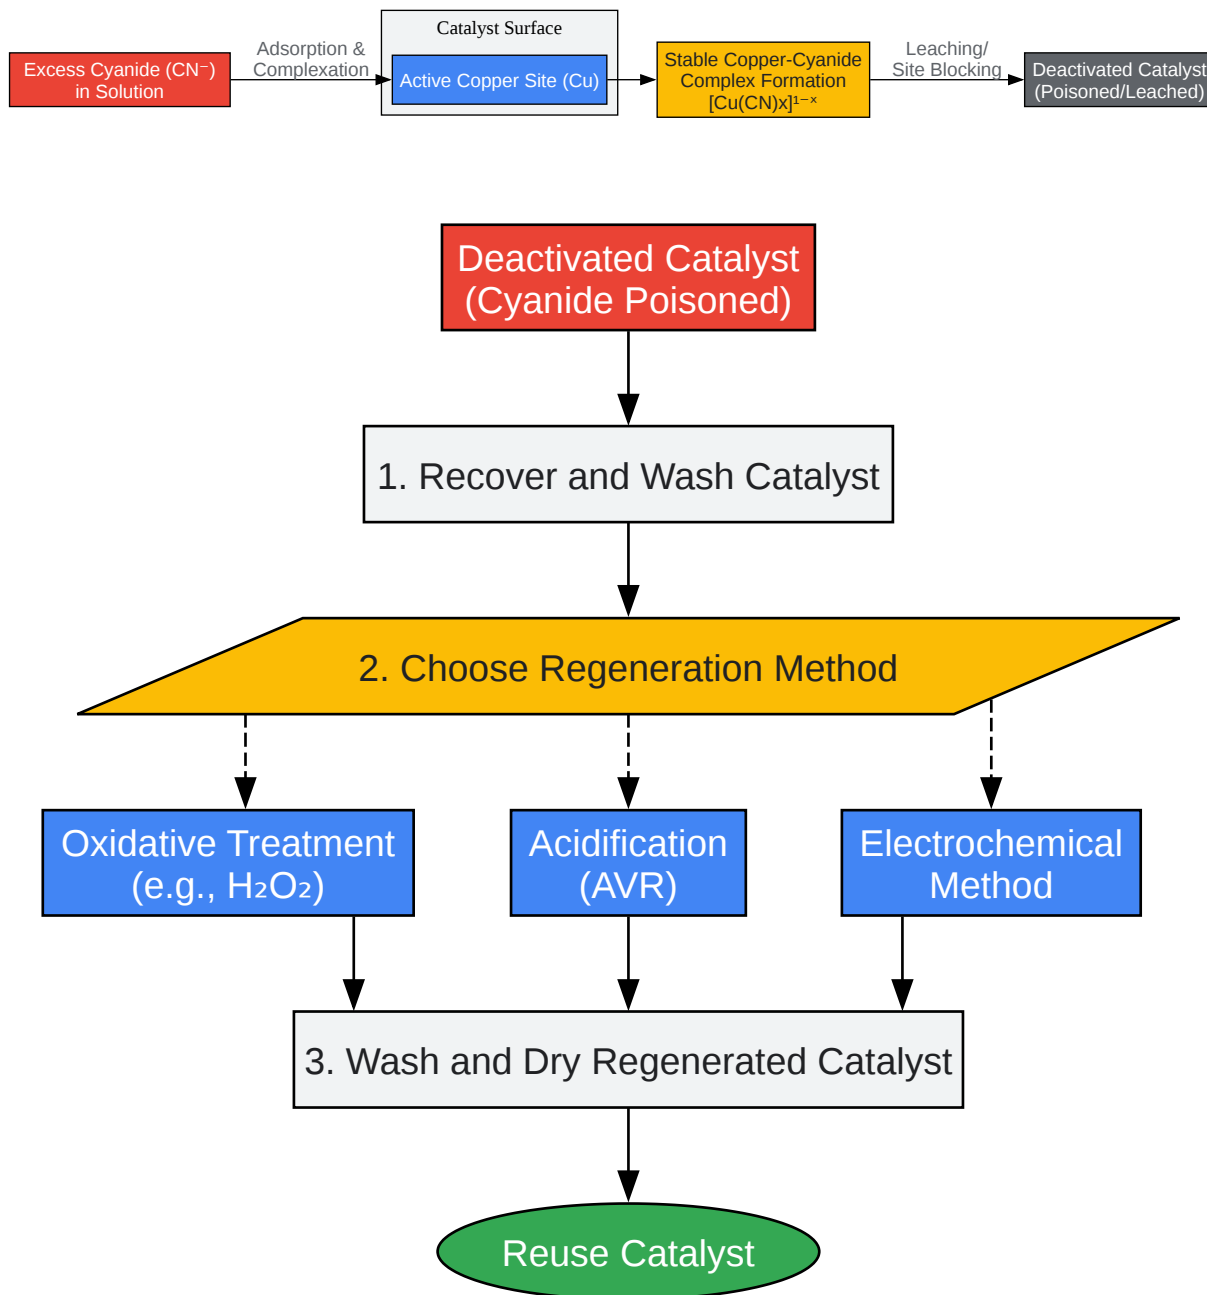 Excess Cyanide (CN⁻)
in Solution
Adsorption &
Complexation
Catalyst Surface
Active Copper Site (Cu)
Stable Copper-Cyanide
Complex Formation
[Cu(CN)x]¹⁻ˣ
Leaching/
Site Blocking
Deactivated Catalyst
(Poisoned/Leached)
Deactivated Catalyst
(Cyanide Poisoned)
1. Recover and Wash Catalyst
2. Choose Regeneration Method
Oxidative Treatment
(e.g., H₂O₂)
Acidification
(AVR)
Electrochemical
Method
3. Wash and Dry Regenerated Catalyst
Reuse Catalyst